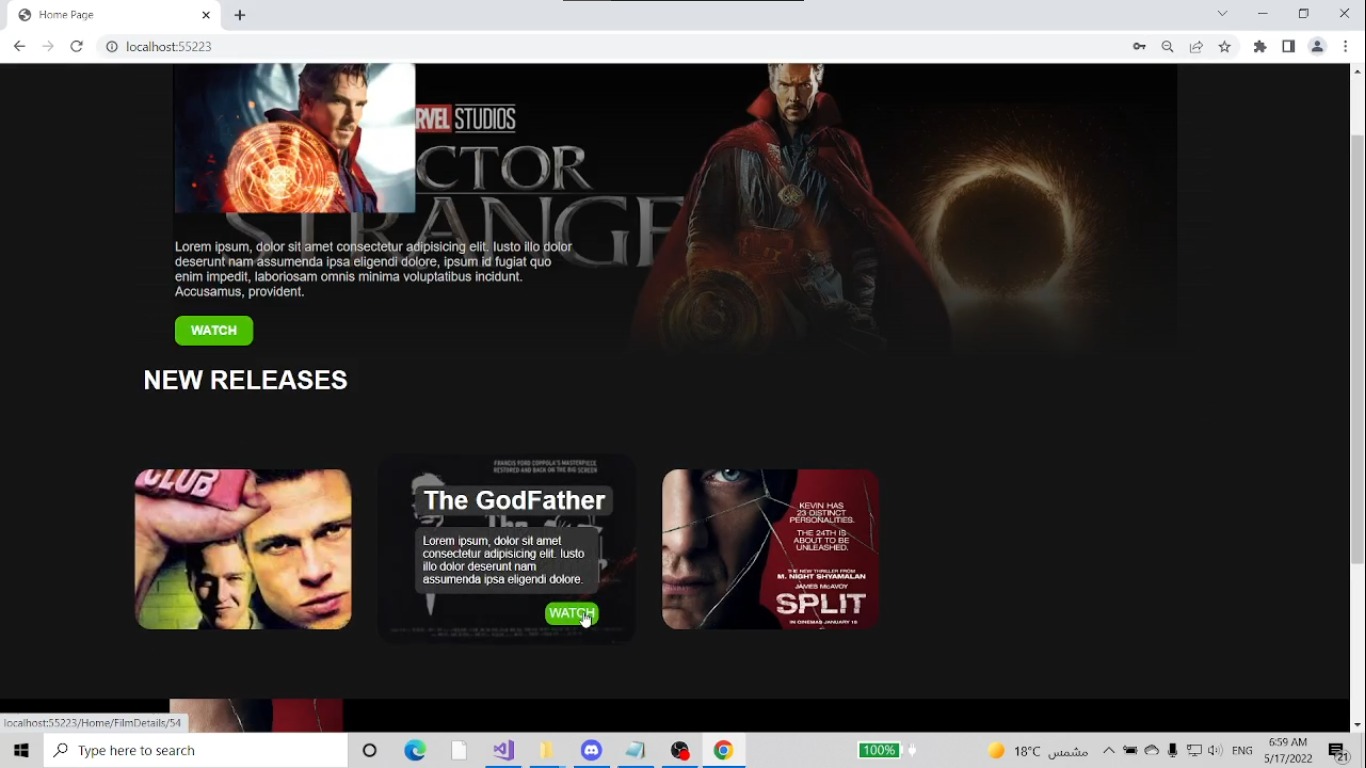 Home Page
localhost:55223
RVEL STUDIOS
CTOR
STRANGE
Lorem ipsum, dolor sit amet consectetur adipisicing elit. Iusto illo dolor
deserunt nam assumenda ipsa eligendi dolore, ipsum id fugiat quo
enim impedit, laboriosam omnis minima voluptatibus incidunt.
Accusamus, provident.
WATCH
NEW RELEASES
CLUB
FRANCIS FORD COPPOLA'S MASTERPIECE
RESTORED AND BACK ON THE BIG SCREEN
The GodFather
The
Lorem ipsum, dolor sit amet
consectetur adipisicing elit. Iusto
illo dolor deserunt nam
assumenda ipsa eligendi dolore.
WATCH
KEVIN HAS
23 DISTINCT
PERSONALITIES.
THE 24TH IS
ABOUT TO BE
UNLEASHED.
THE NEW THRILLER FROM
M. NIGHT SHYAMALAN
JAMES McAVOY
SPLIT
IN CINEMAS JANUARY 19
localhost:55223/Home/FilmDetails/54
Type here to search
100%
18°C مشمس
ENG
6:59 AM
5/17/2022
21